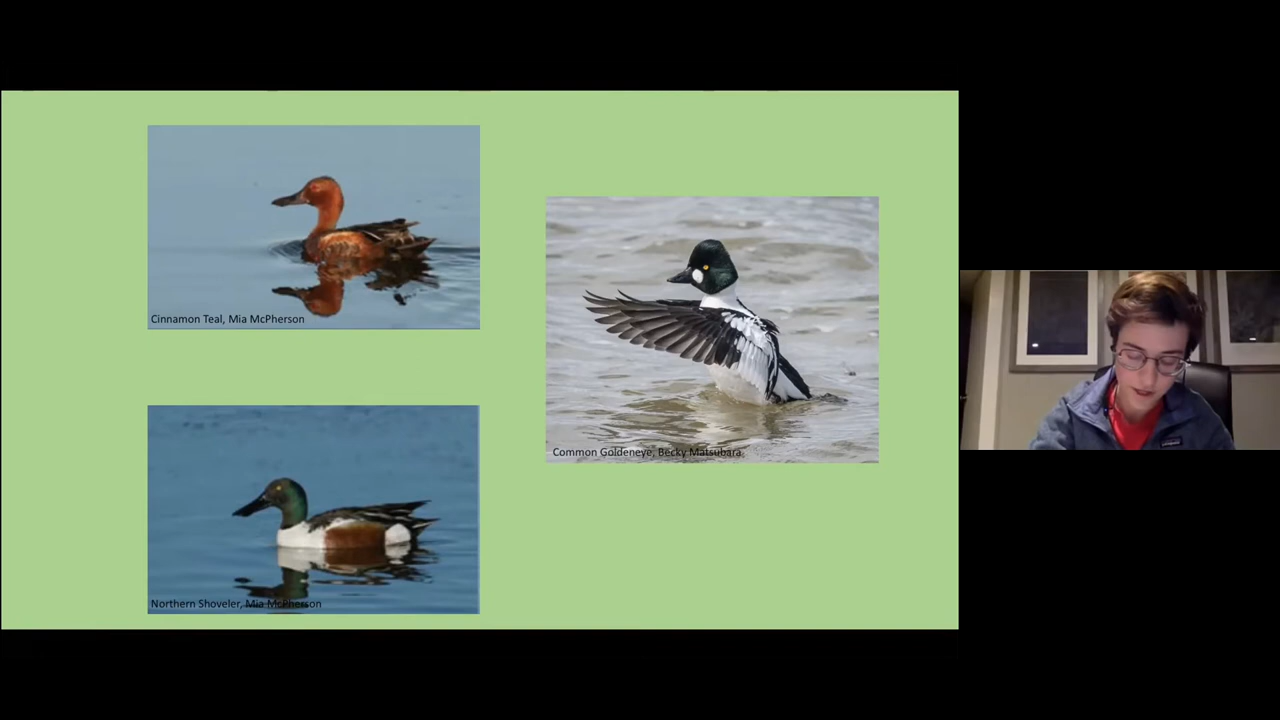 Cinnamon Teal, Mia McPherson
Common Goldeneye, Becky Matsubara
Northern Shoveler, Mia McPherson